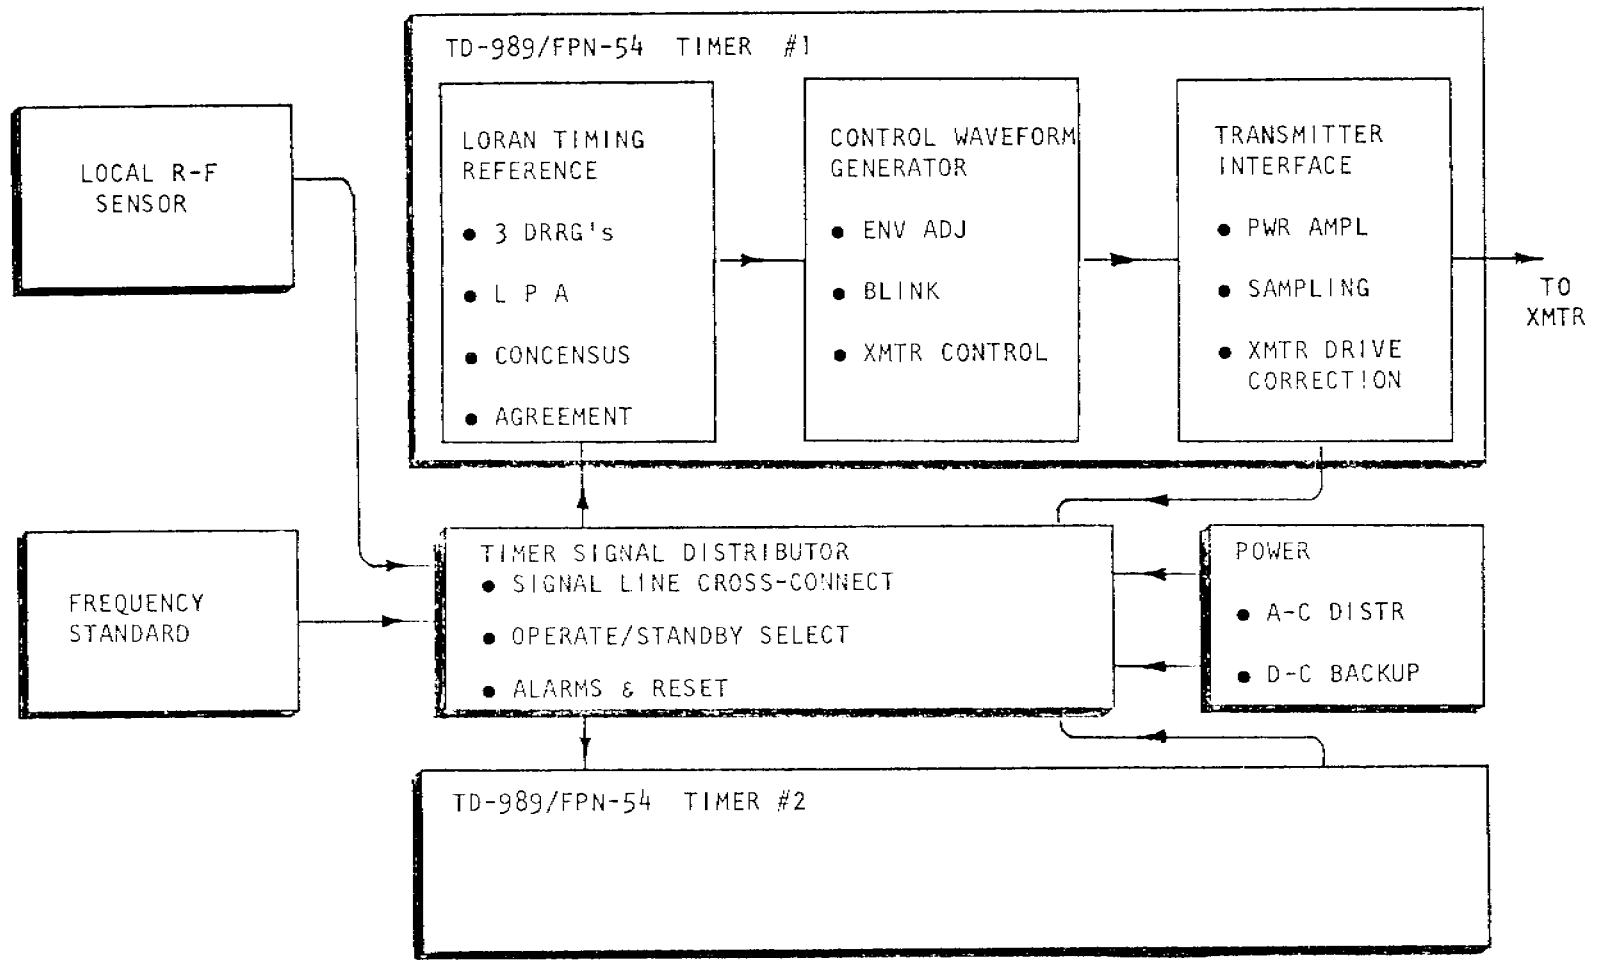 TD-989/FPN-54 TIMER #1
LOCAL R-F
SENSOR
LORAN TIMING
REFERENCE
● 3 DRRG's
● L P A
● CONCENSUS
● AGREEMENT
CONTROL WAVEFORM
GENERATOR
● ENV ADJ
● BLINK
● XMTR CONTROL
TRANSMITTER
INTERFACE
● PWR AMPL
● SAMPLING
● XMTR DRIVE
CORRECTION
TO
XMTR
FREQUENCY
STANDARD
TIMER SIGNAL DISTRIBUTOR
● SIGNAL LINE CROSS-CONNECT
● OPERATE/STANDBY SELECT
● ALARMS & RESET
POWER
● A-C DISTR
● D-C BACKUP
TD-989/FPN-54 TIMER #2